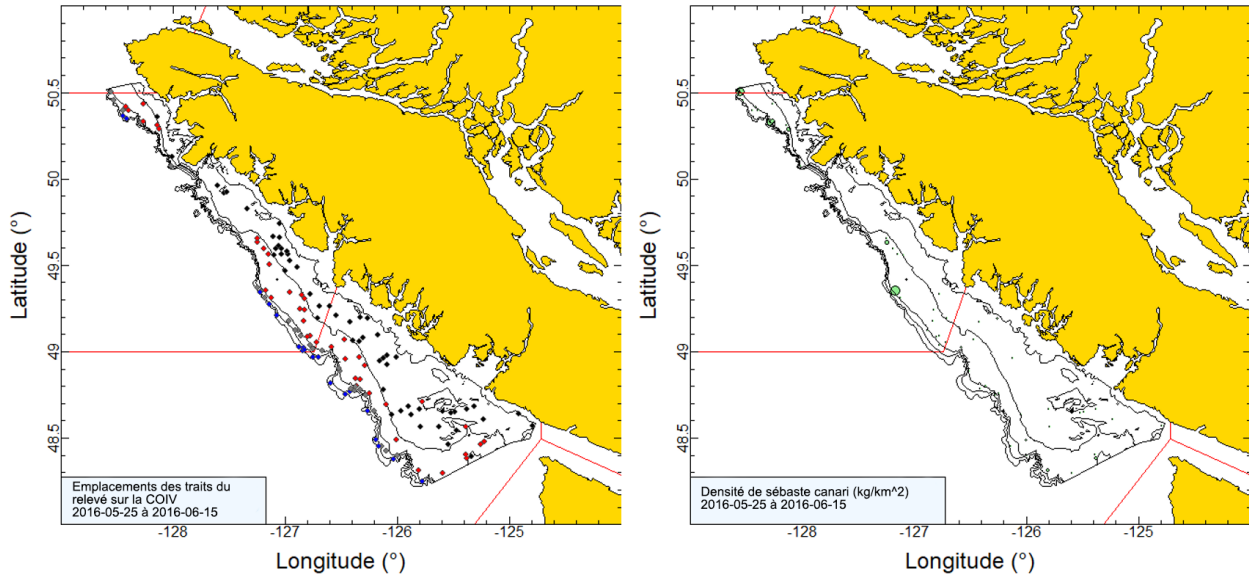 50.5
50
49.5
49
48.5
Latitude (°)
Emplacements des traits du
relevé sur la COIV
2016-05-25 à 2016-06-15
-128
-127
-126
-125
Longitude (°)
50.5
50
49.5
49
48.5
Latitude (°)
Densité de sébaste canari (kg/km^2)
2016-05-25 à 2016-06-15
-128
-127
-126
-125
Longitude (°)